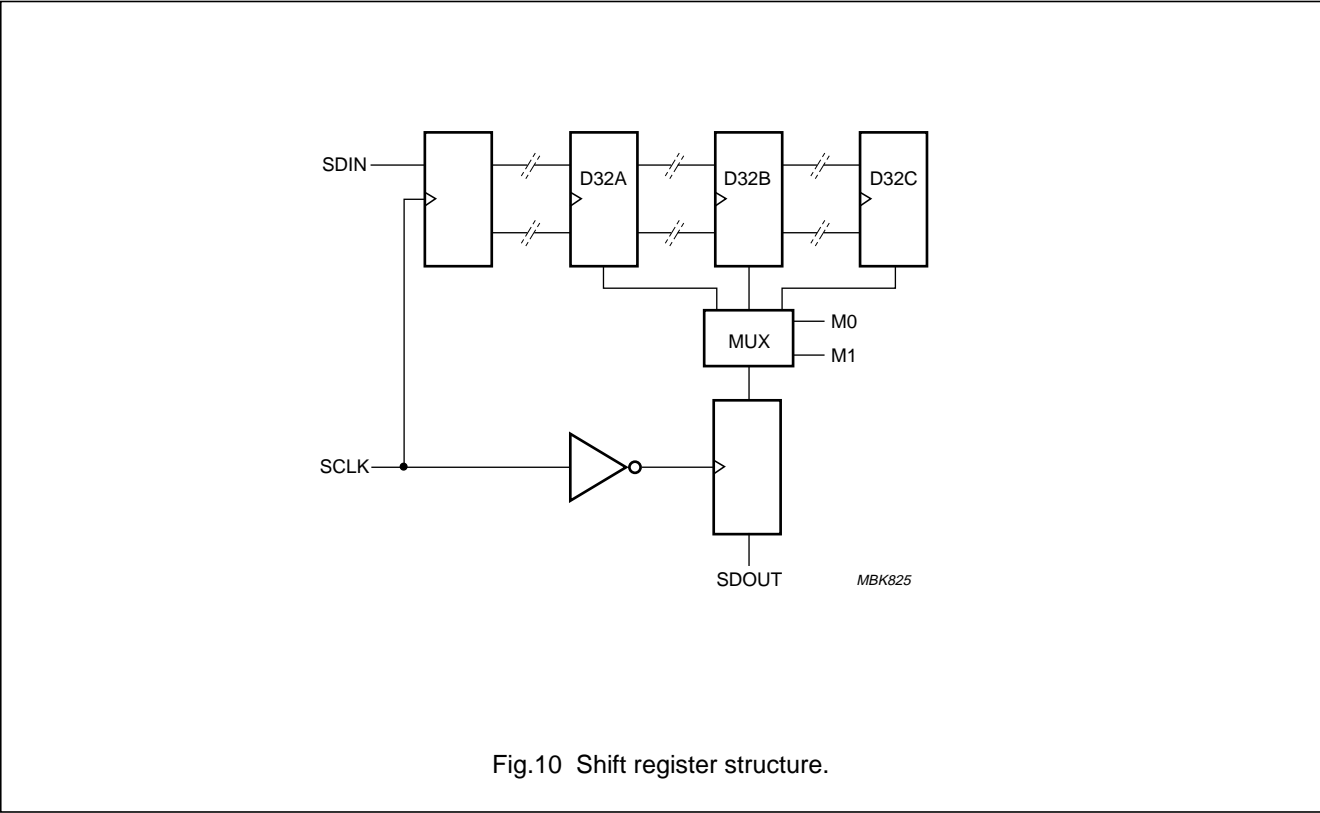 SDIN
D32A
D32B
D32C
M0
MUX
M1
SCLK
SDOUT
MBK825
Fig.10 Shift register structure.